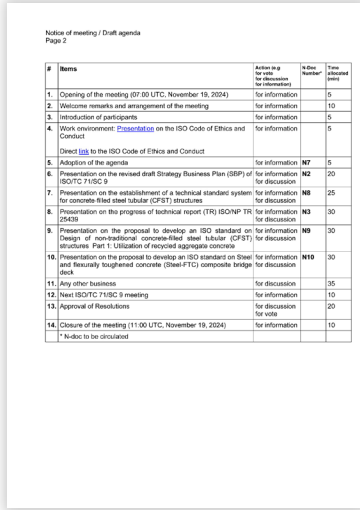 Notice of meeting / Draft agenda
Page 2
# Items Action (e.g for vote for discussion for information) N-Doc Number* Time allocated (min)
1. Opening of the meeting (07:00 UTC, November 19, 2024) for information 5
2. Welcome remarks and arrangement of the meeting for information 10
3. Introduction of participants for information 5
4. Work environment: Presentation on the ISO Code of Ethics and for information 5
Conduct
Direct link to the ISO Code of Ethics and Conduct
5. Adoption of the agenda for information N7 5
6. Presentation on the revised draft Strategy Business Plan (SBP) of for information N2 20
ISO/TC 71/SC 9 for discussion
7. Presentation on the establishment of a technical standard system for information N8 25
for concrete-filled steel tubular (CFST) structures for discussion
8. Presentation on the progress of technical report (TR) ISO/NP TR for information N3 30
25439 for discussion
9. Presentation on the proposal to develop an ISO standard on for information N9 30
Design of non-traditional concrete-filled steel tubular (CFST) for discussion
structures Part 1: Utilization of recycled aggregate concrete
10. Presentation on the proposal to develop an ISO standard on Steel for information N10 30
and flexurally toughened concrete (Steel-FTC) composite bridge for discussion
deck
11. Any other business for discussion 35
12. Next ISO/TC 71/SC 9 meeting for information 10
13. Approval of Resolutions for discussion 20
for vote
14. Closure of the meeting (11:00 UTC, November 19, 2024) for information 10
* N-doc to be circulated